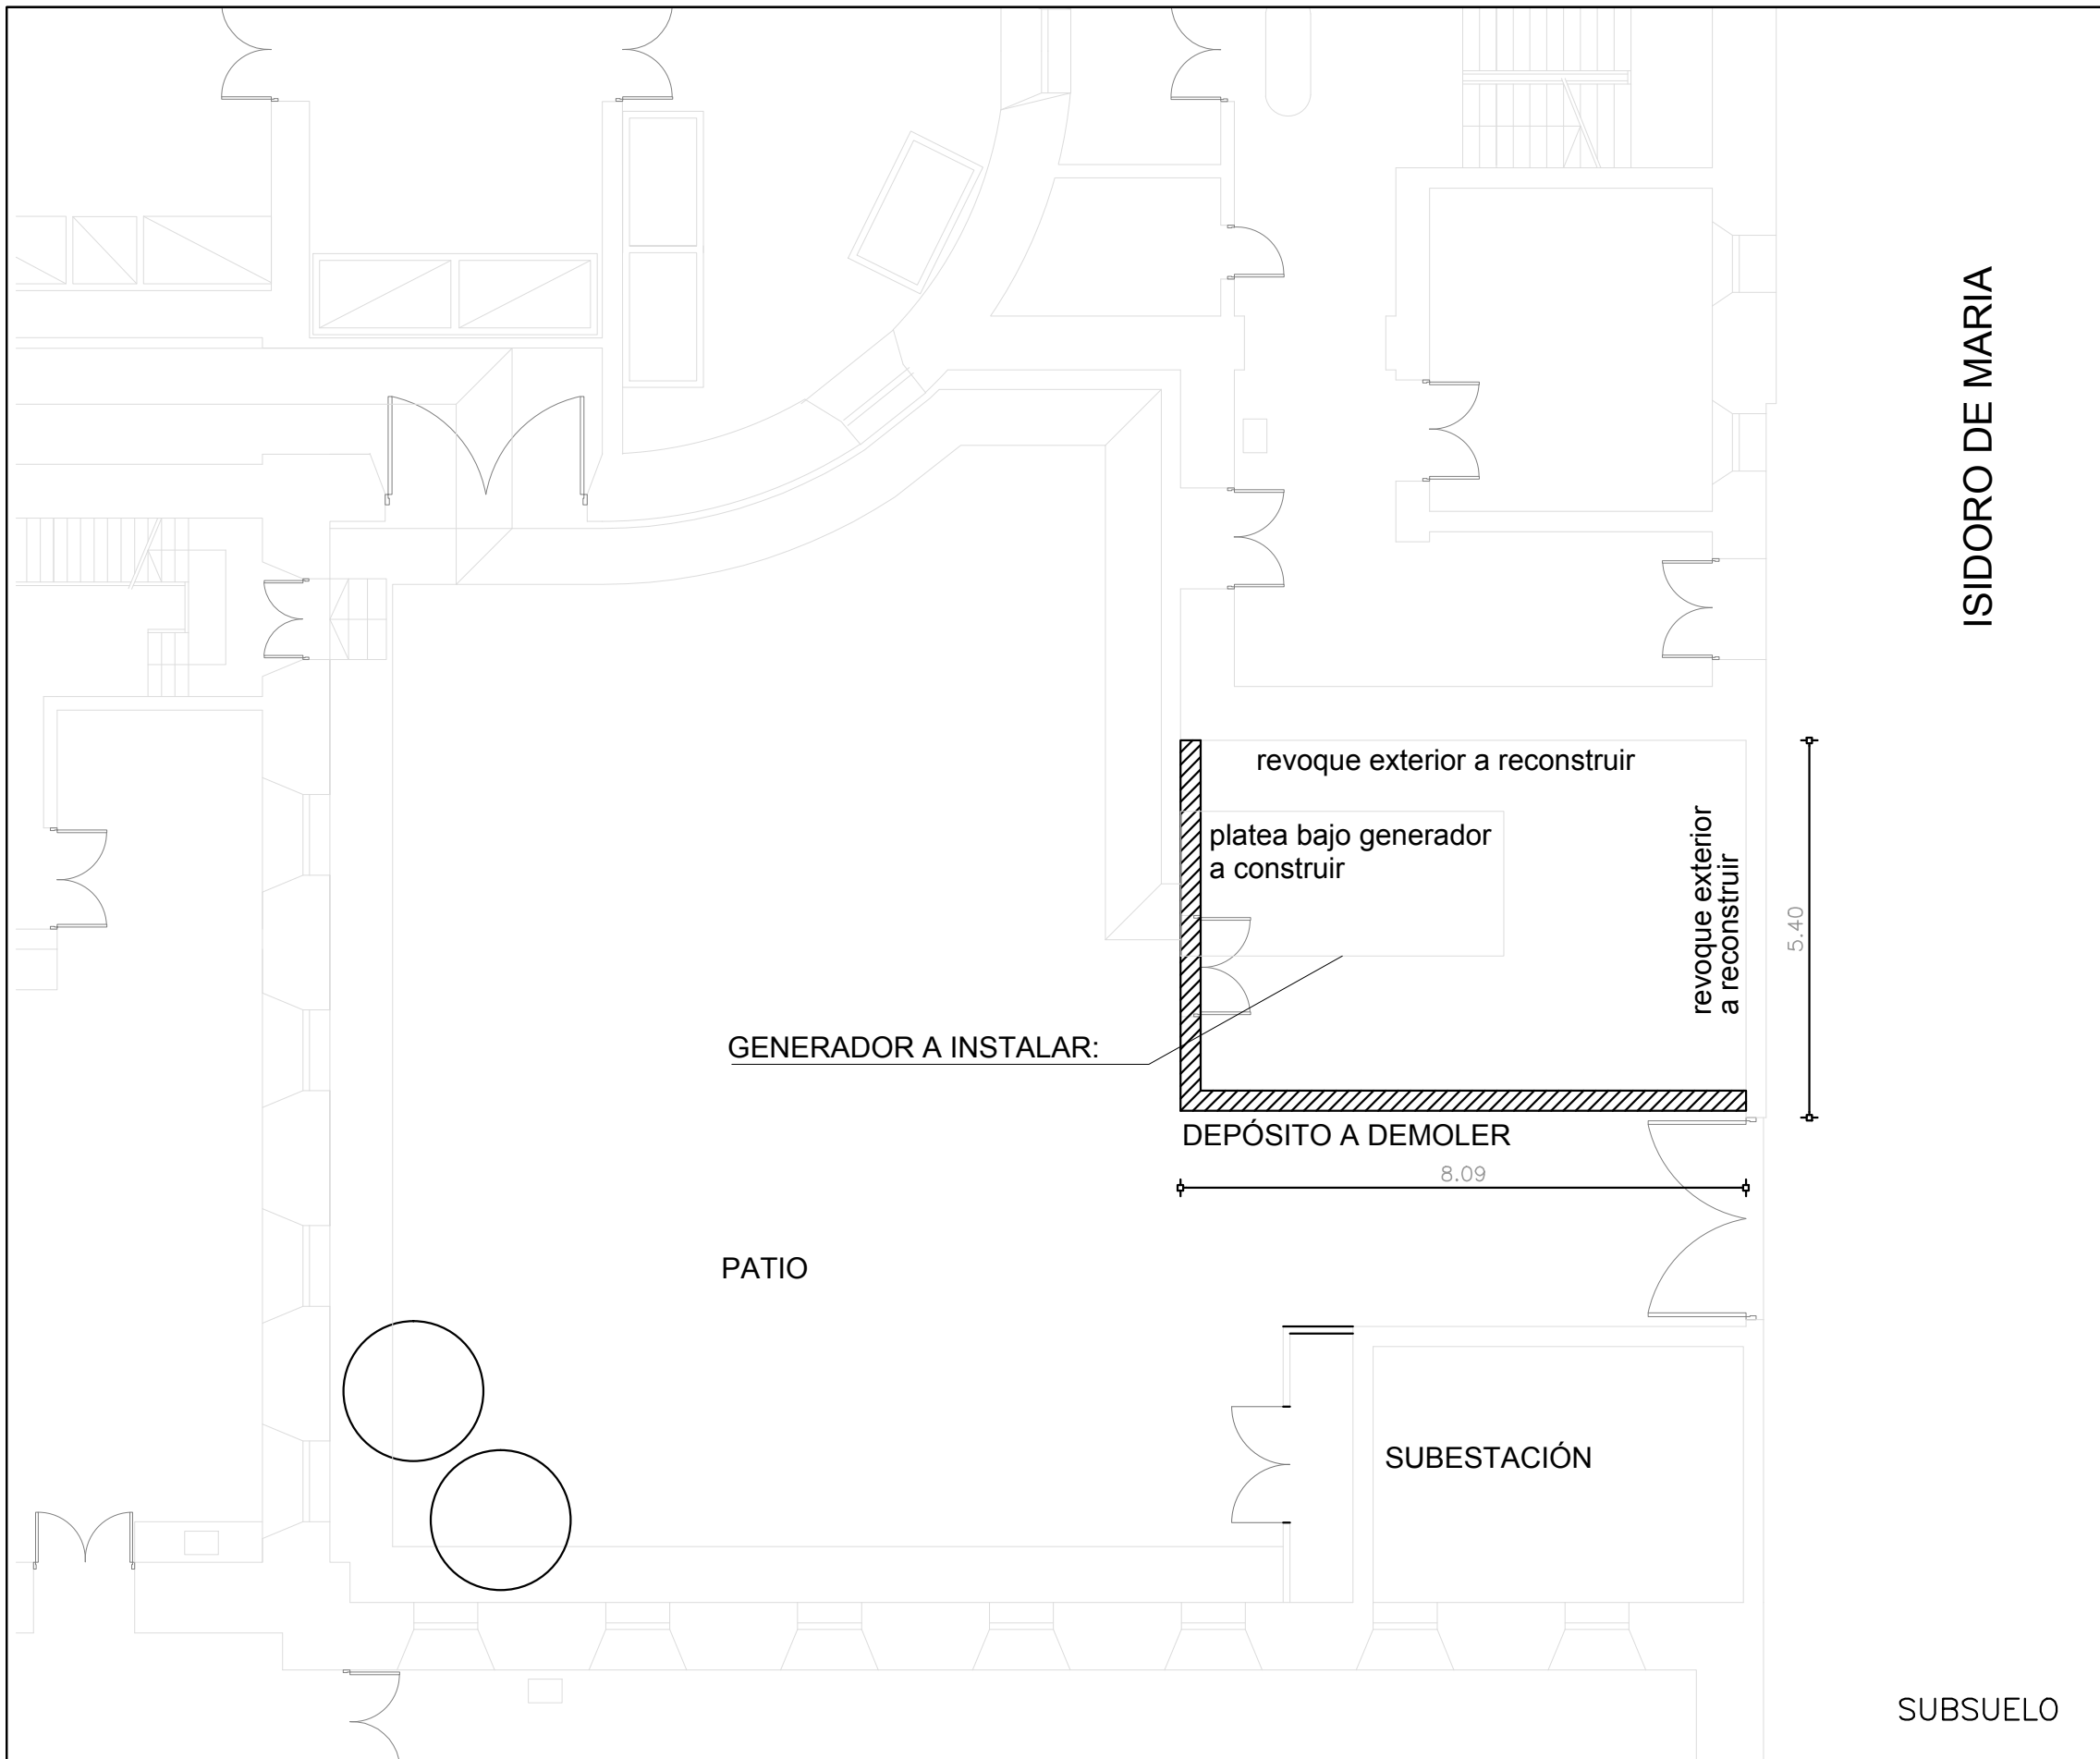 ISIDORO DE MARIA
revoque exterior a reconstruir
platea bajo generador
a construir
revoque exterior
a reconstruir
5.40
GENERADOR A INSTALAR:
DEPÓSITO A DEMOLER
8.09
PATIO
SUBESTACIÓN
SUBSUELO